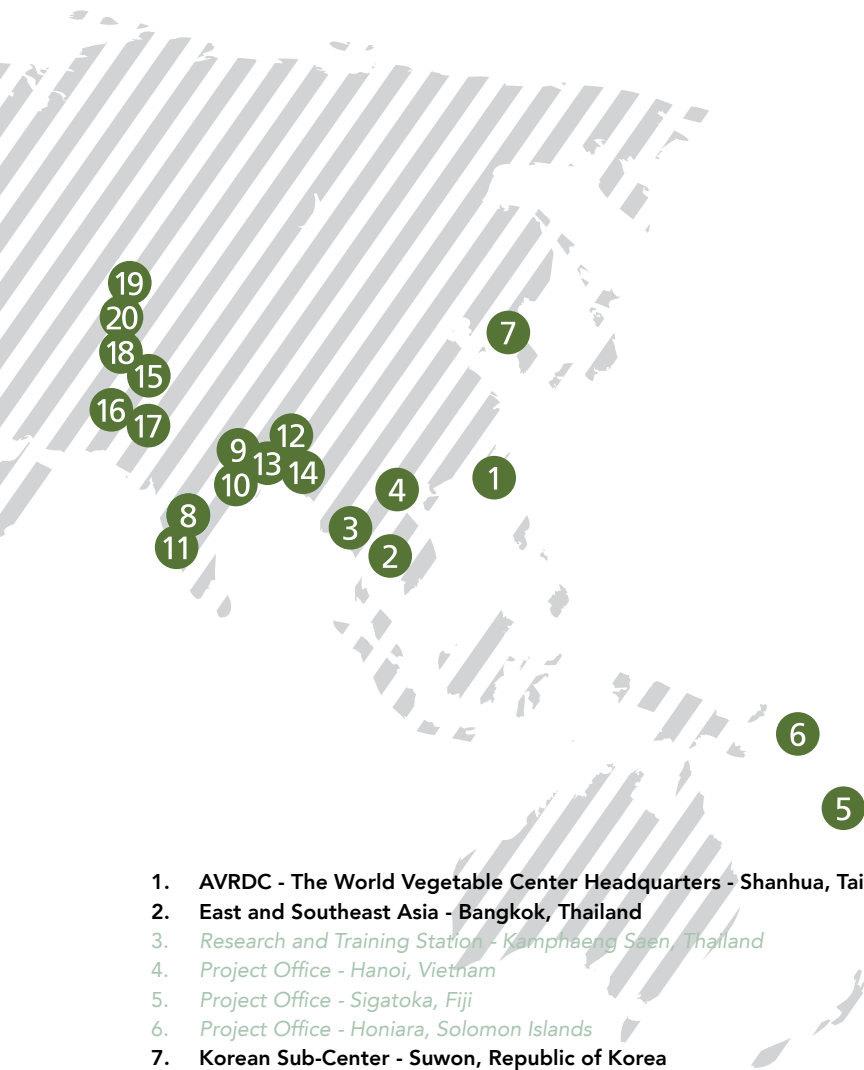 19
20
7
18
15
16
17
12
9
13
14
10
1
4
8
3
11
2
6
5
1. AVRDC - The World Vegetable Center Headquarters - Shanhua, Tai
2. East and Southeast Asia - Bangkok, Thailand
3. Research and Training Station - Kamphaeng Saen, Thailand
4. Project Office - Hanoi, Vietnam
5. Project Office - Sigatoka, Fiji
6. Project Office - Honiara, Solomon Islands
7. Korean Sub-Center - Suwon, Republic of Korea